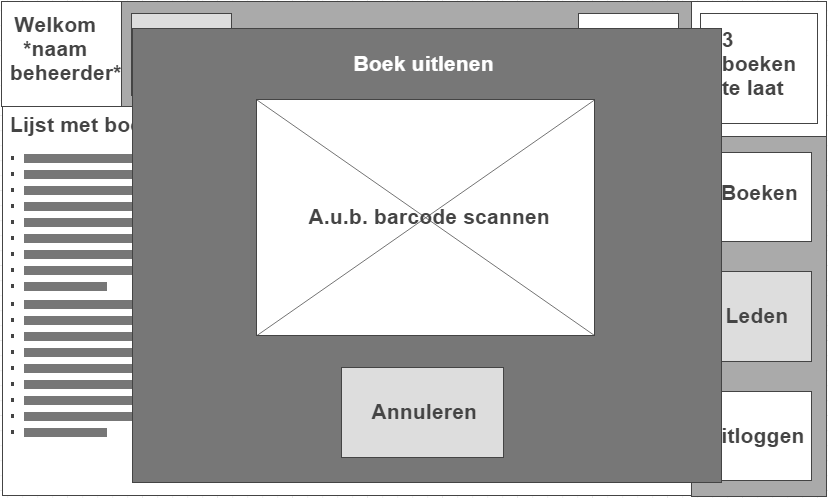 Welkom
*naam
beheerder*
Boek uitlenen
3
boeken
te laat
Lijst met boe
A.u.b. barcode scannen
Boeken
Leden
Annuleren
itloggen